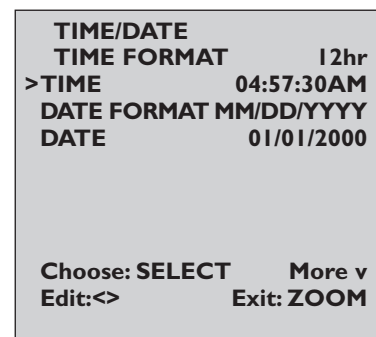 TIME/DATE
TIME FORMAT 12hr
>TIME 04:57:30AM
DATE FORMAT MM/DD/YYYY
DATE 01/01/2000
Choose: SELECT More v
Edit:<> Exit: ZOOM